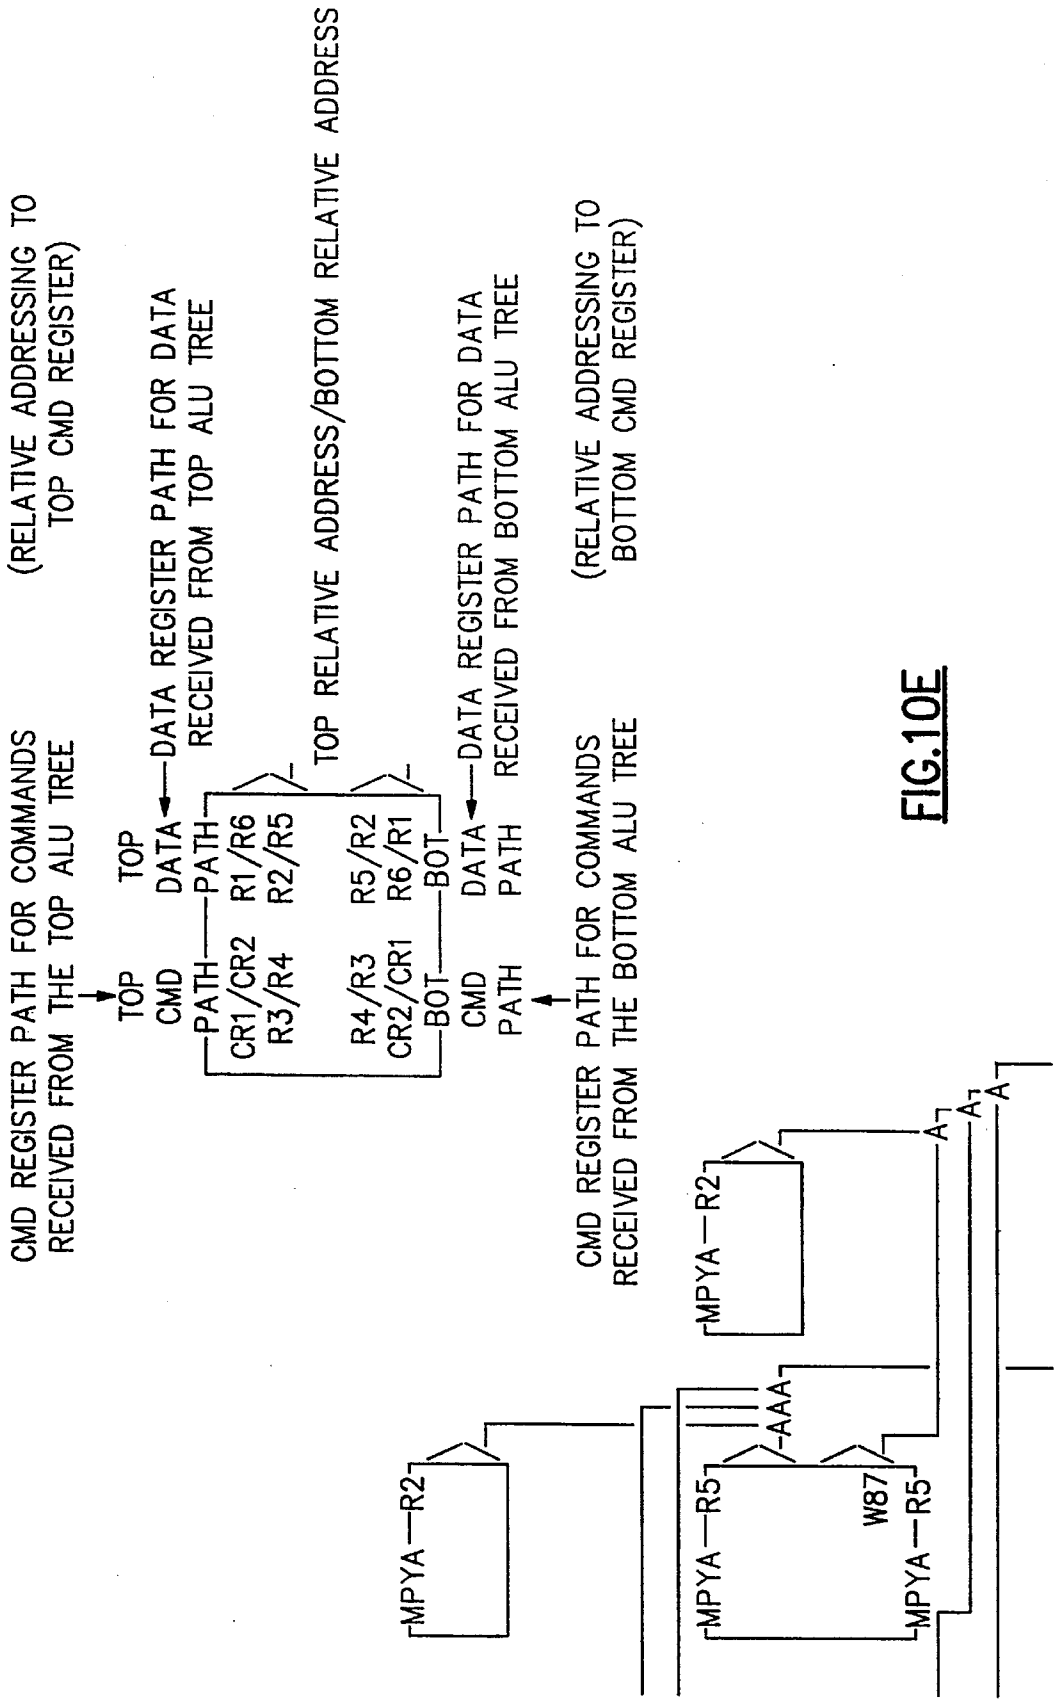 CMD REGISTER PATH FOR COMMANDS
RECEIVED FROM THE TOP ALU TREE
(RELATIVE ADDRESSING TO
TOP CMD REGISTER)
TOP TOP
CMD DATA
DATA REGISTER PATH FOR DATA
RECEIVED FROM TOP ALU TREE
PATH PATH
CR1/CR2 R1/R6
R3/R4 R2/R5
TOP RELATIVE ADDRESS/BOTTOM RELATIVE ADDRESS
R4/R3 R5/R2
CR2/CR1 R6/R1
BOT BOT
CMD DATA
PATH PATH
DATA REGISTER PATH FOR DATA
RECEIVED FROM BOTTOM ALU TREE
CMD REGISTER PATH FOR COMMANDS
RECEIVED FROM THE BOTTOM ALU TREE
(RELATIVE ADDRESSING TO
BOTTOM CMD REGISTER)
MPYA R2
MPYA R5
AAA
W87
MPYA R5
MPYA R2
A
A
A
FIG.10E